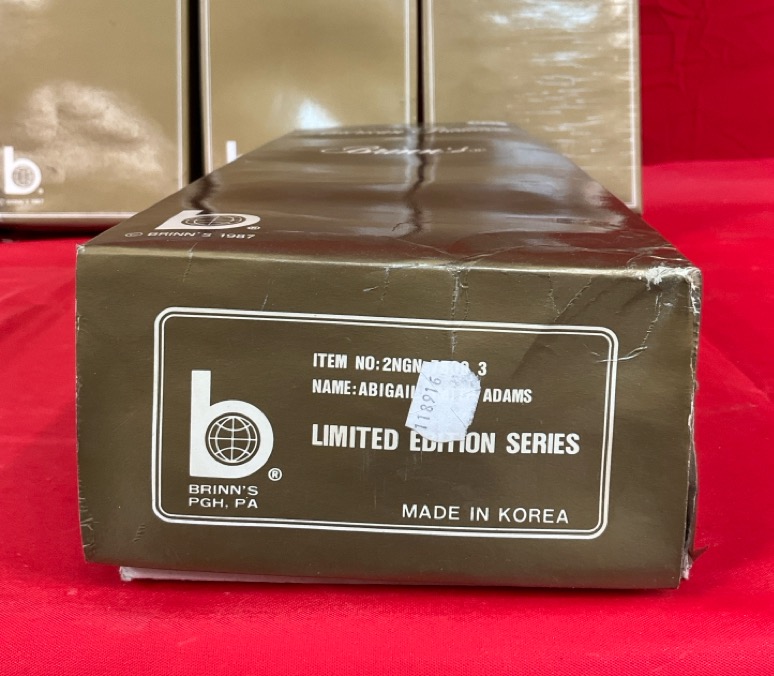 Brinn's®
b®
© BRINN'S 1987
ITEM NO: 2NGN 3
NAME: ABIGAIL ADAMS
118916
LIMITED EDITION SERIES
b®
BRINN'S
PGH, PA
MADE IN KOREA
b
b